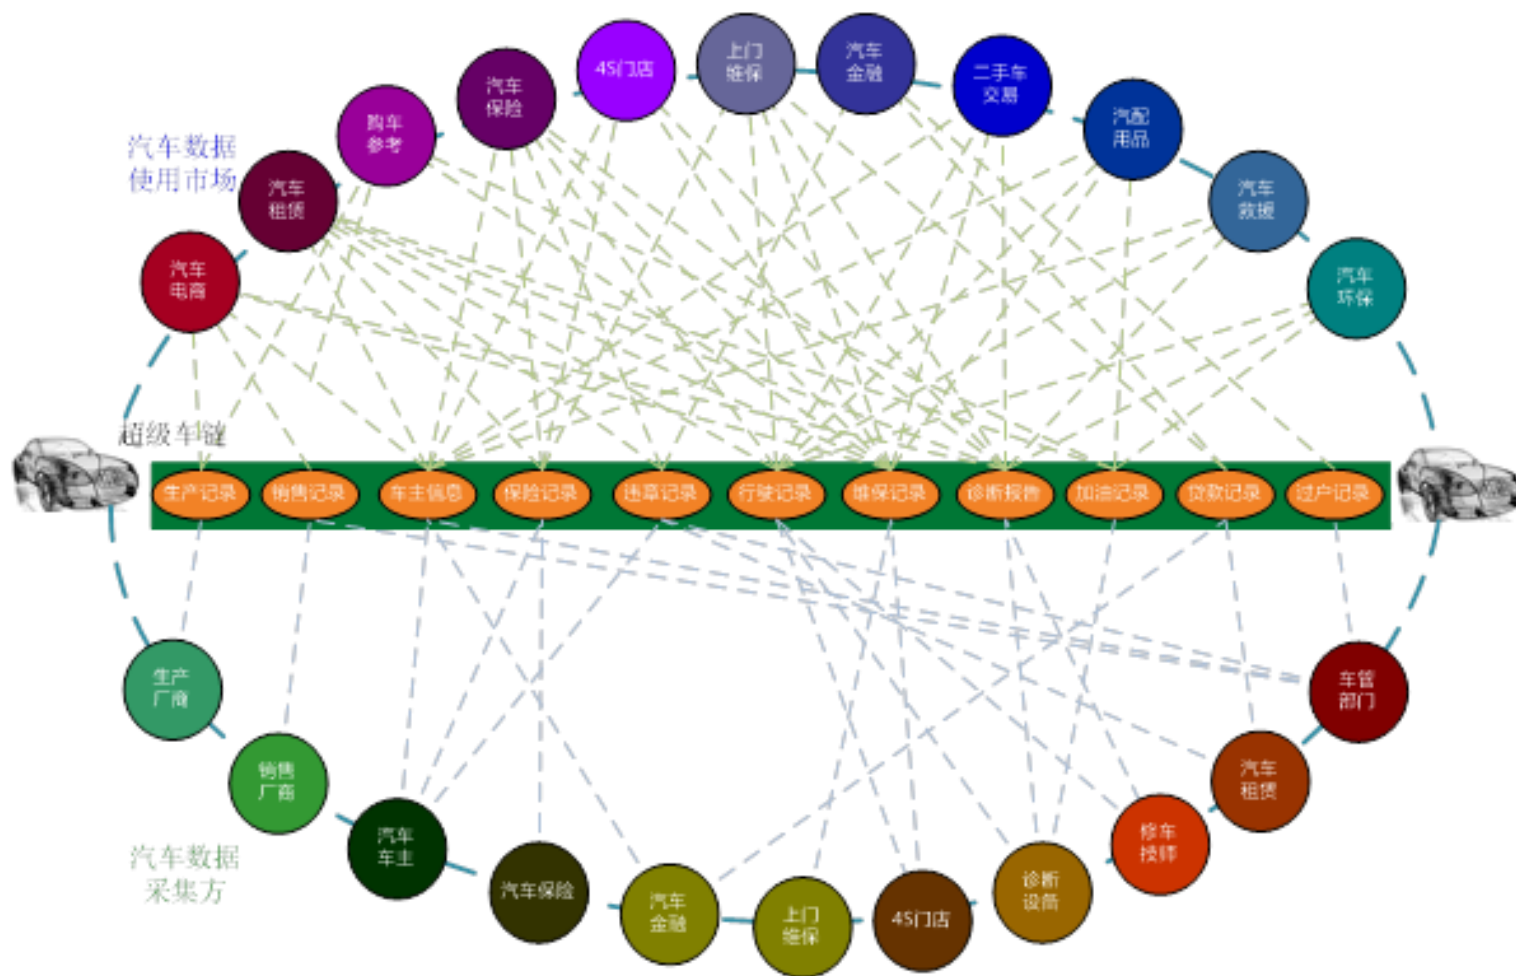 4S门店
上门
维保
汽车
金融
汽车
保险
二手车
交易
购车
参考
汽配
用品
汽车数据
使用市场
汽车
租赁
汽车
救援
汽车
电商
汽车
环保
超级车链
生产记录 销售记录 车主信息 保险记录 违章记录 行驶记录 维保记录 诊断报告 加油记录 贷款记录 过户记录
生产
厂商
车管
部门
销售
厂商
汽车
租赁
汽车
车主
修车
技师
汽车数据
采集方
汽车保险
汽车
金融
上门
维保
4S门店
诊断
设备